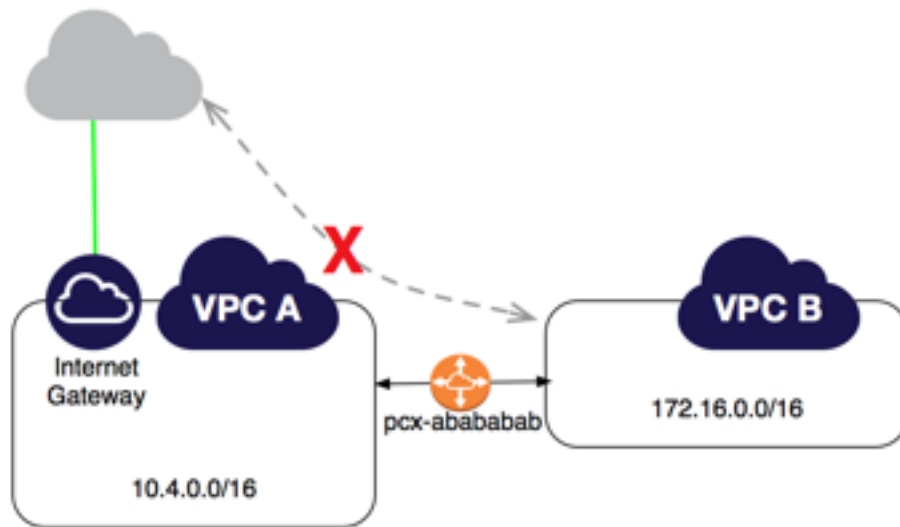 X
VPC A
VPC B
Internet
Gateway
pcx-abababab
172.16.0.0/16
10.4.0.0/16